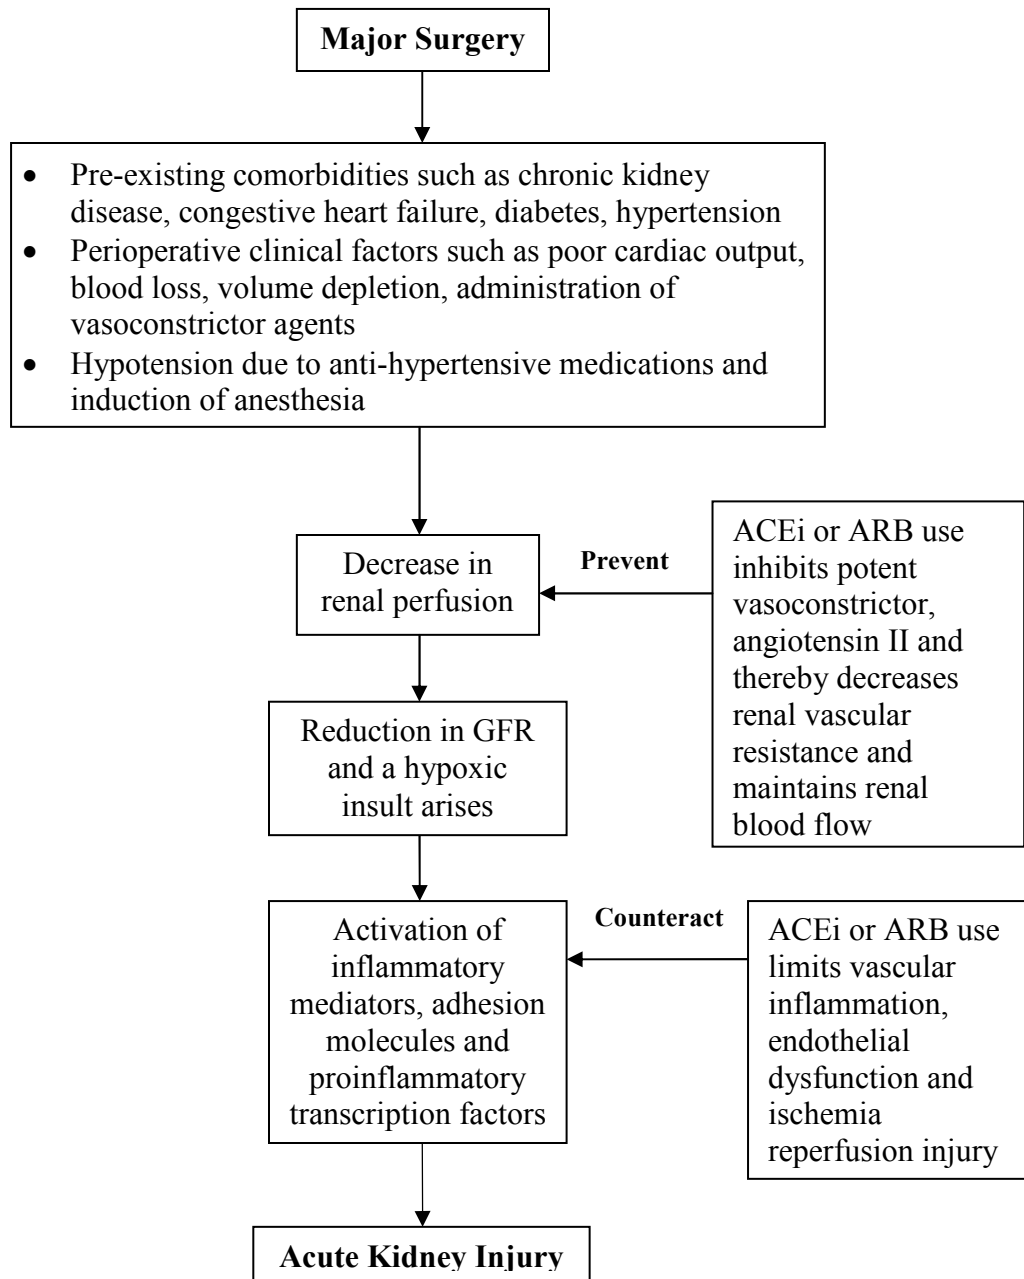 Major Surgery
• Pre-existing comorbidities such as chronic kidney
disease, congestive heart failure, diabetes, hypertension
• Perioperative clinical factors such as poor cardiac output,
blood loss, volume depletion, administration of
vasoconstrictor agents
• Hypotension due to anti-hypertensive medications and
induction of anesthesia
Decrease in
renal perfusion
Prevent
ACEi or ARB use
inhibits potent
vasoconstrictor,
angiotensin II and
thereby decreases
renal vascular
resistance and
maintains renal
blood flow
Reduction in GFR
and a hypoxic
insult arises
Activation of
inflammatory
mediators, adhesion
molecules and
proinflammatory
transcription factors
Counteract
ACEi or ARB use
limits vascular
inflammation,
endothelial
dysfunction and
ischemia
reperfusion injury
Acute Kidney Injury